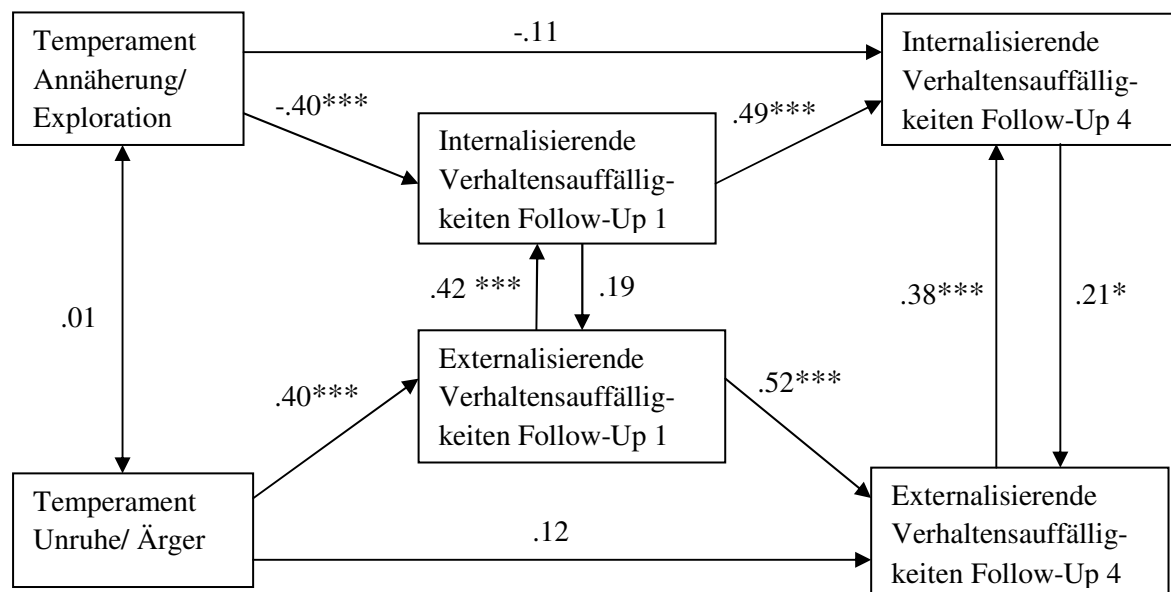 Temperament
Annäherung/
Exploration
-.11
Internalisierende
Verhaltensauffällig-
keiten Follow-Up 4
-.40***
.49***
Internalisierende
Verhaltensauffällig-
keiten Follow-Up 1
.01
.42 ***
.19
.38***
.21*
Externalisierende
Verhaltensauffällig-
keiten Follow-Up 1
.40***
.52***
Temperament
Unruhe/ Ärger
.12
Externalisierende
Verhaltensauffällig-
keiten Follow-Up 4